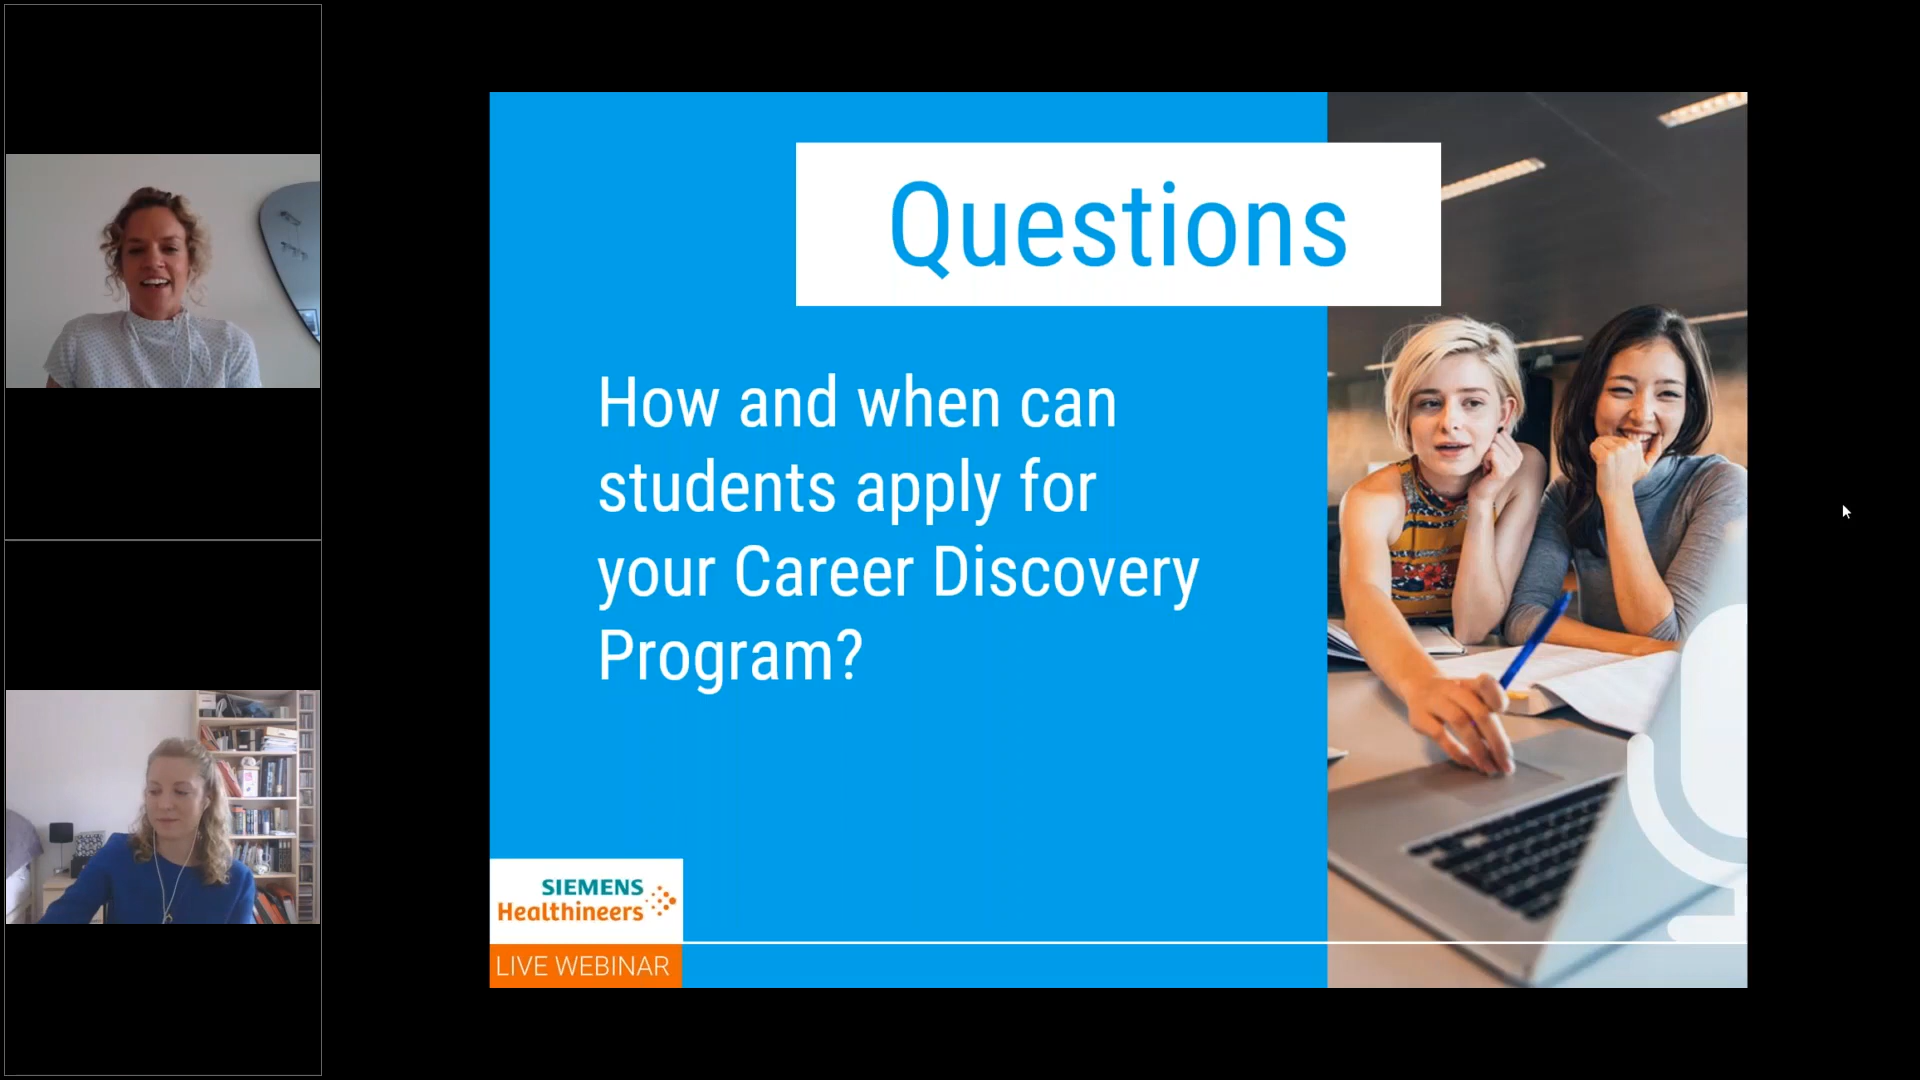 Questions
How and when can
students apply for
your Career Discovery
Program?
SIEMENS
Healthineers
LIVE WEBINAR